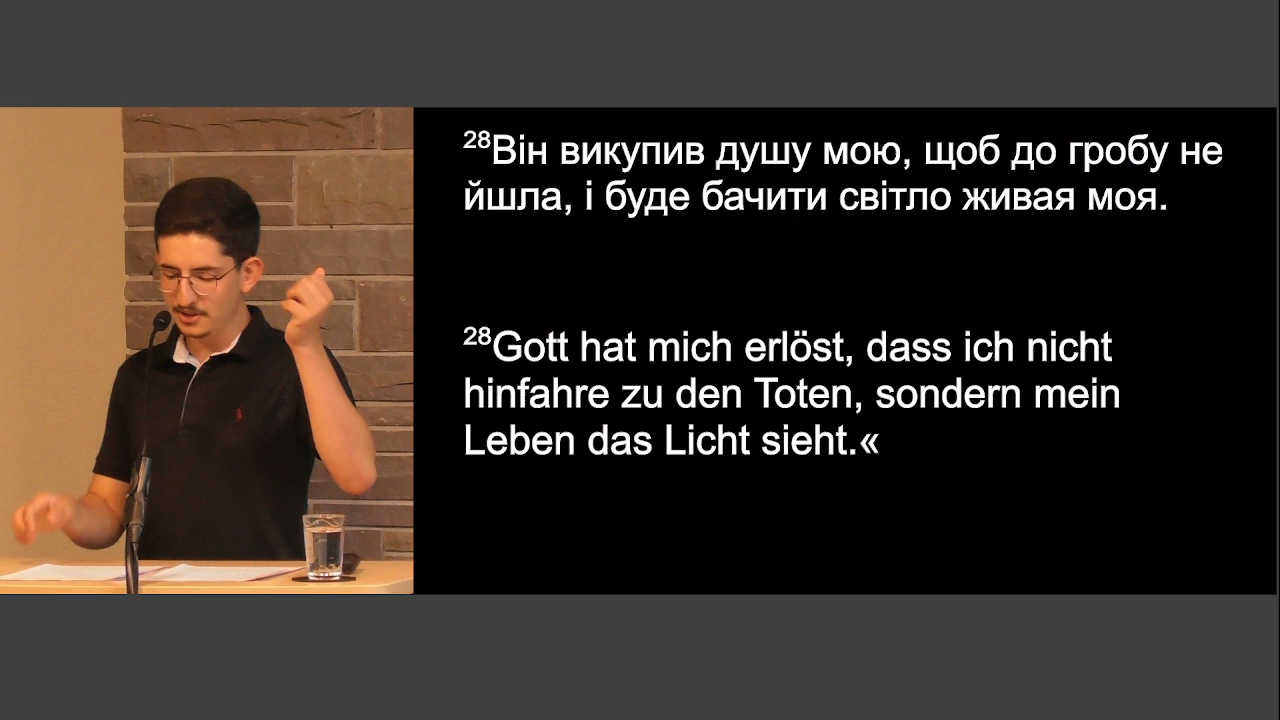 ²⁸Він викупив душу мою, щоб до гробу не
йшла, і буде бачити світло живая моя.
²⁸Gott hat mich erlöst, dass ich nicht
hinfahre zu den Toten, sondern mein
Leben das Licht sieht.«